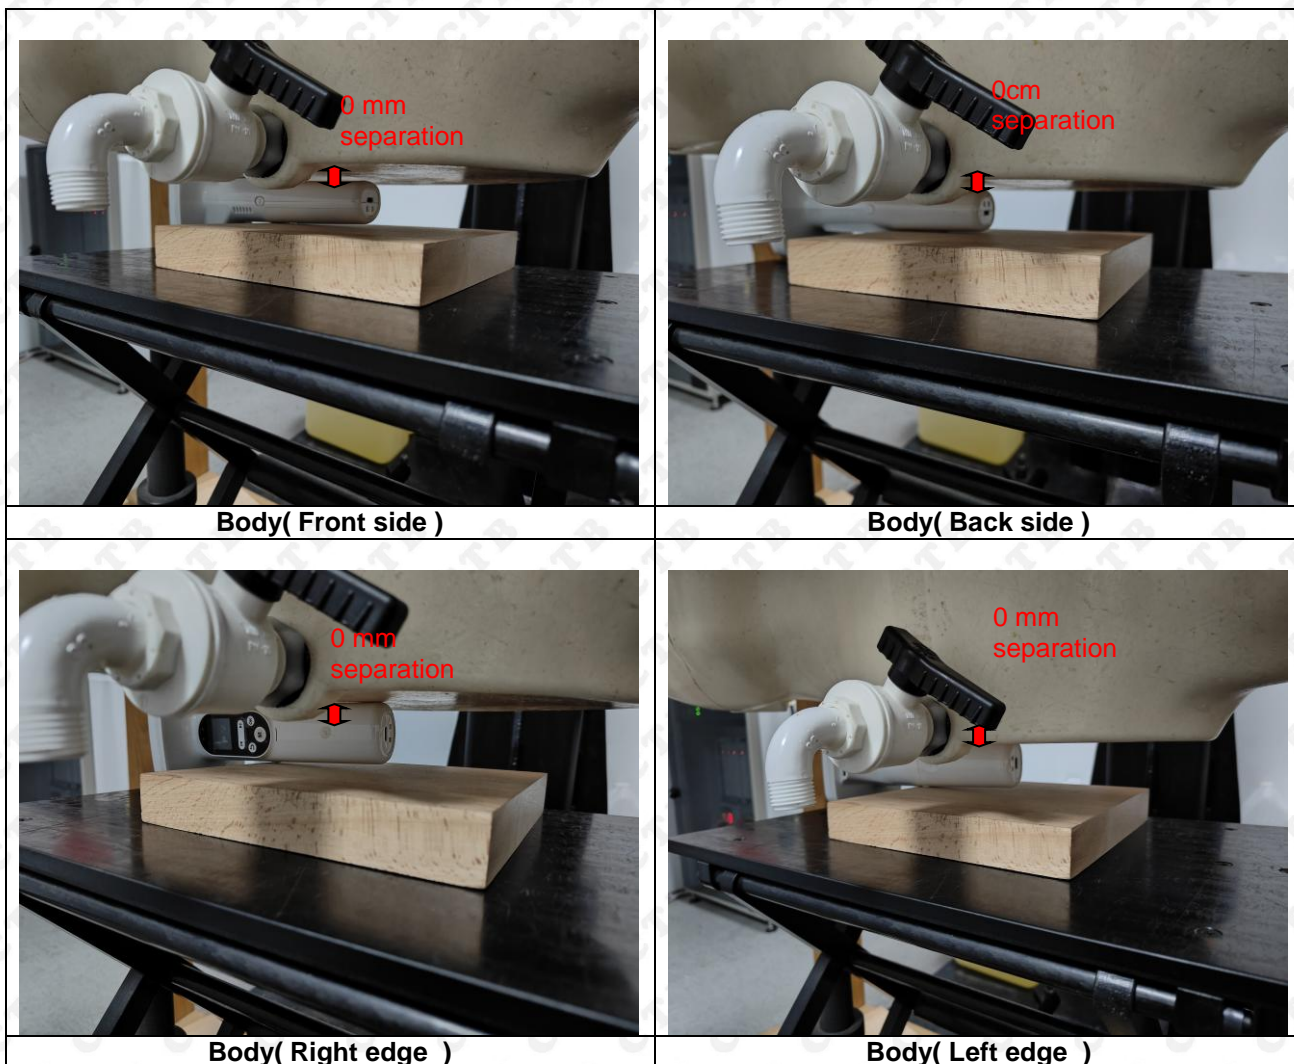 0 mm
separation
0cm
separation
Body( Front side )
Body( Back side )
0 mm
separation
0 mm
separation
Body( Right edge )
Body( Left edge )